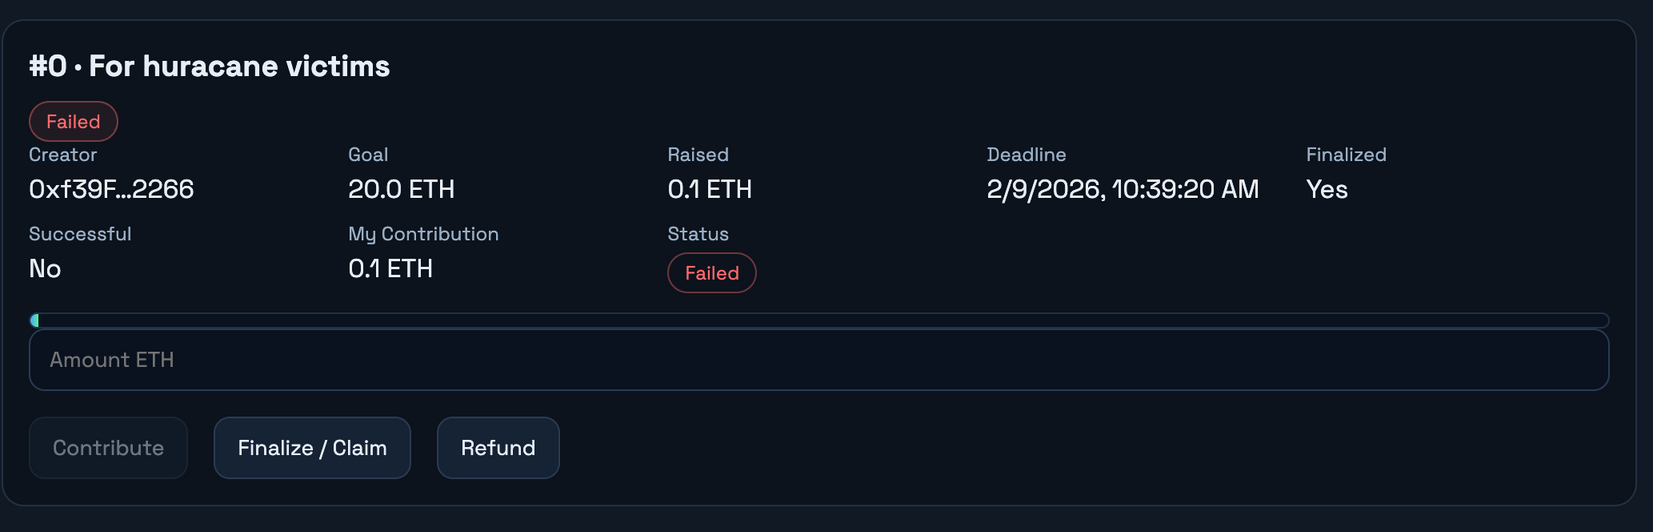 #0 · For huracane victims
Failed
Creator Goal Raised Deadline Finalized
0xf39F...2266 20.0 ETH 0.1 ETH 2/9/2026, 10:39:20 AM Yes
Successful My Contribution Status
No 0.1 ETH Failed
Amount ETH
Contribute Finalize / Claim Refund